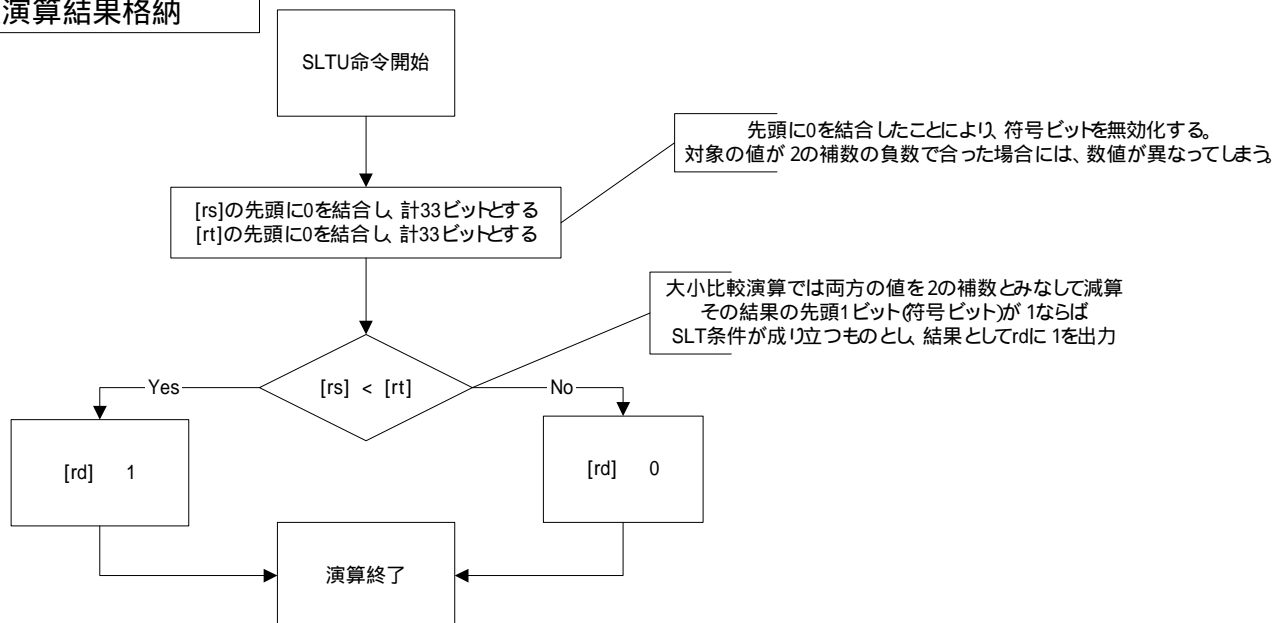 演算結果格納
SLTU命令開始
先頭に0を結合したことにより、符号ビットを無効化する。
対象の値が2の補数の負数で合った場合には、数値が異なってしまう。
[rs]の先頭に0を結合し、計33ビットとする
[rt]の先頭に0を結合し、計33ビットとする
大小比較演算では両方の値を2の補数とみなして減算
その結果の先頭1ビット(符号ビット)が1ならば
SLT条件が成り立つものとし、結果としてrdに1を出力
Yes
[rs] < [rt]
No
[rd] 1
[rd] 0
演算終了